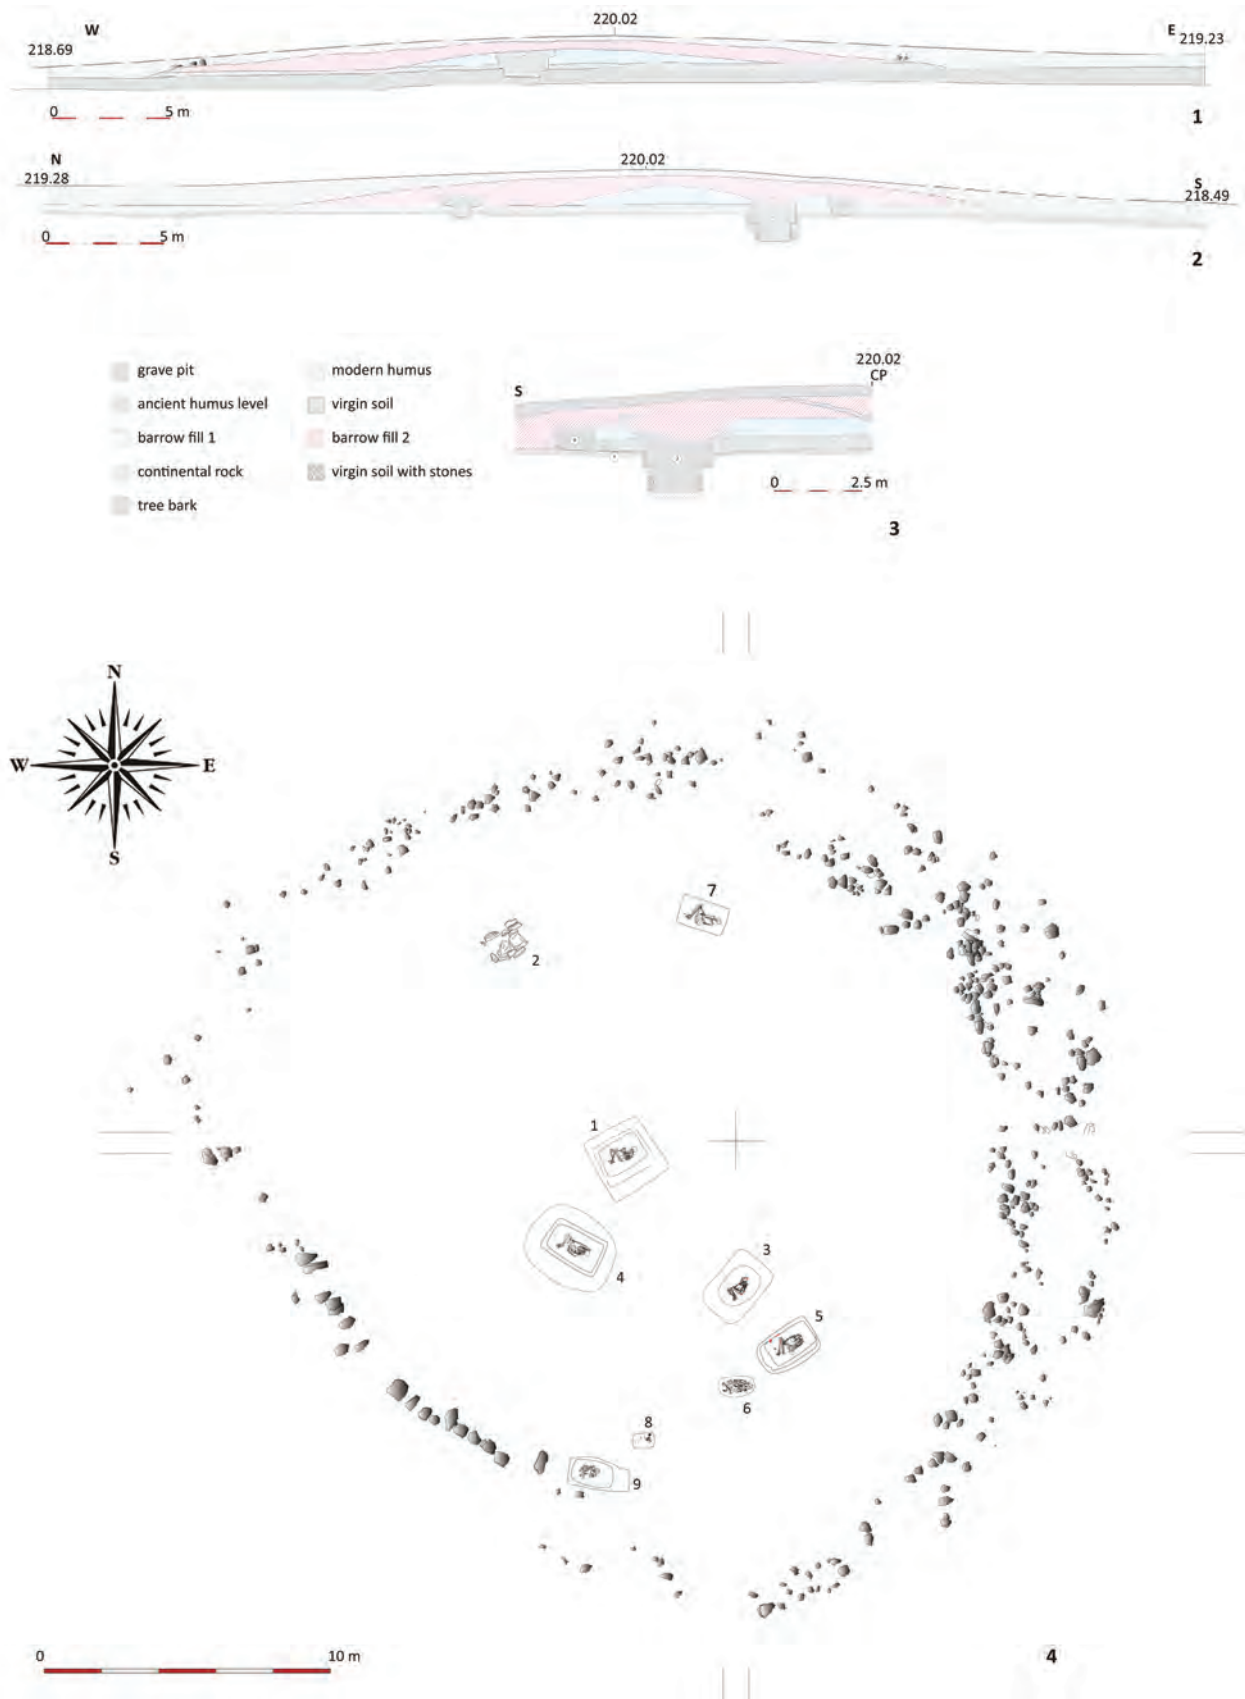 220.02
W
E
218.69
219.23
0 5 m
1
N
220.02
219.28
S
218.49
0 5 m
2
grave pit
ancient humus level
barrow fill 1
continental rock
tree bark
modern humus
virgin soil
barrow fill 2
virgin soil with stones
220.02
CP
S
0 2.5 m
3
N
W E
S
7
2
1
3
4
5
6
8
9
0 10 m
4